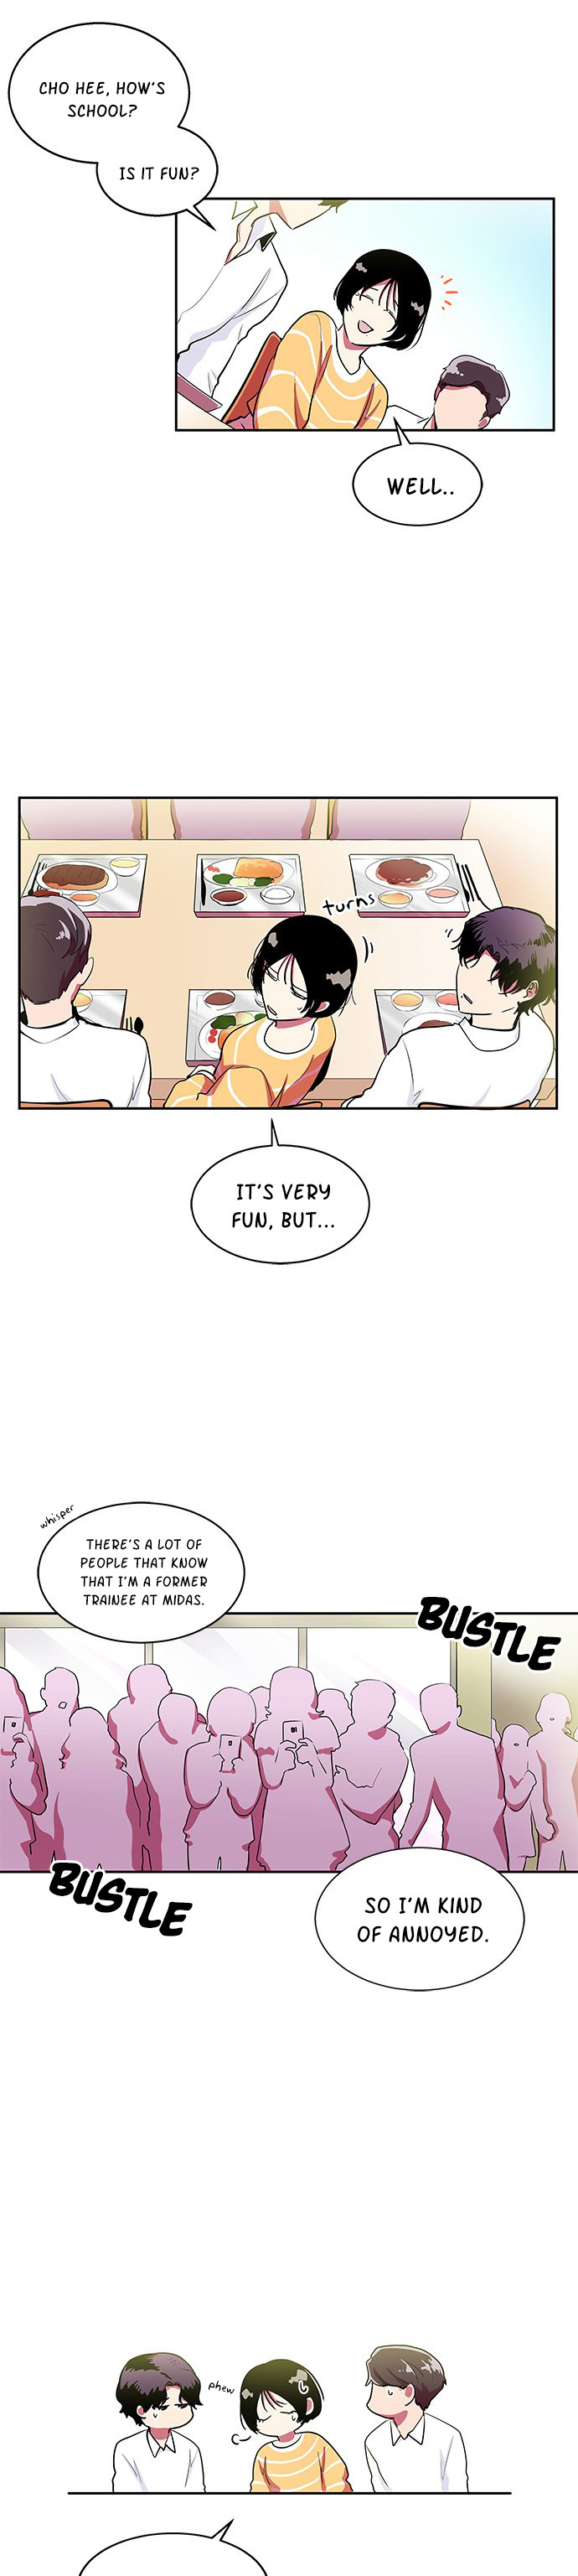 CHO HEE, HOW'S
SCHOOL?
IS IT FUN?
WELL..
turns
IT'S VERY
FUN, BUT...
whisper
THERE'S A LOT OF
PEOPLE THAT KNOW
THAT I'M A FORMER
TRAINEE AT MIDAS.
BUSTLE
BUSTLE
SO I'M KIND
OF ANNOYED.
phew